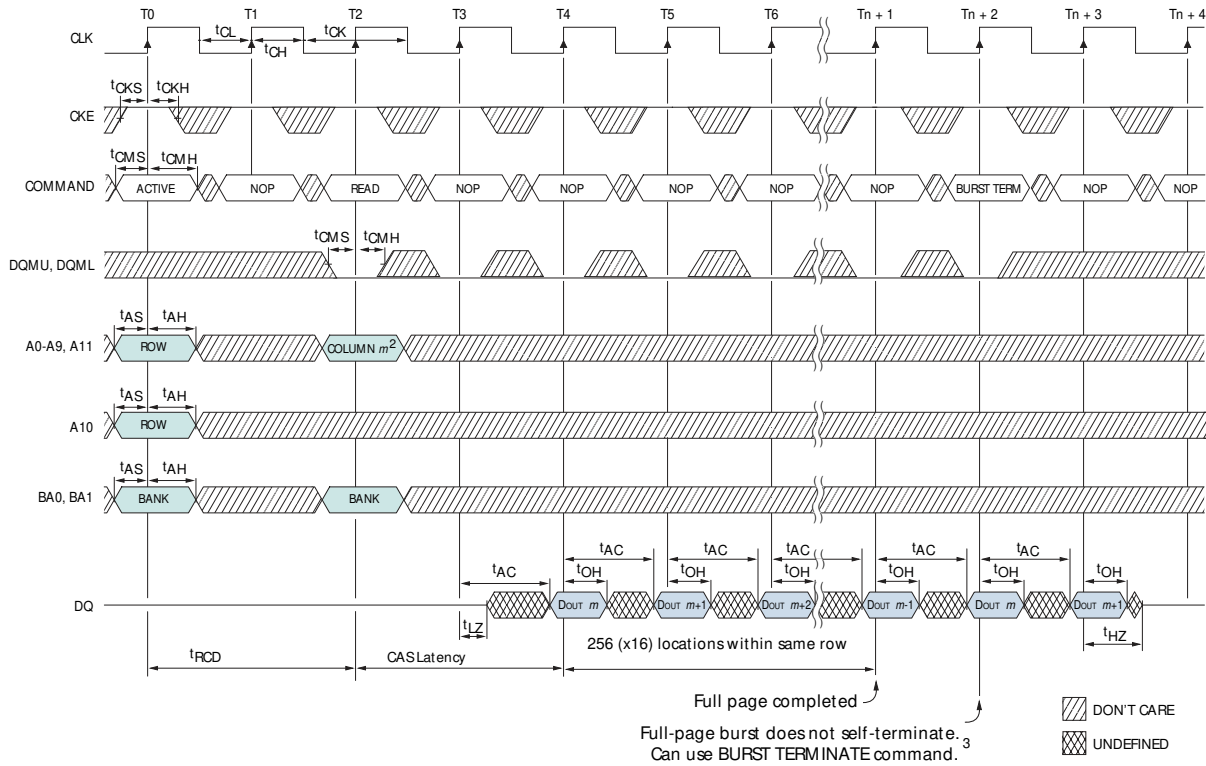 T0 T1 T2 T3 T4 T5 T6 Tn + 1 Tn + 2 Tn + 3 Tn + 4
CLK
tCL tCK
tCH
tCKS tCKH
CKE
tCMS tCMH
COMMAND ACTIVE NOP READ NOP NOP NOP NOP NOP BURST TERM NOP NOP
tCMS tCMH
DQMU, DQML
tAS tAH
A0-A9, A11 ROW COLUMN m2
tAS tAH
A10 ROW
tAS tAH
BA0, BA1 BANK BANK
tAC tAC tAC tAC tAC
tAC tOH tOH tOH tOH tOH tOH
DQ DOUT m DOUT m+1 DOUT m+2 DOUT m-1 DOUT m DOUT m+1
tLZ 256 (x16) locations within same row tHZ
tRCD CAS Latency
Full page completed
Full-page burst does not self-terminate.
Can use BURST TERMINATE command. 3
DON'T CARE
UNDEFINED